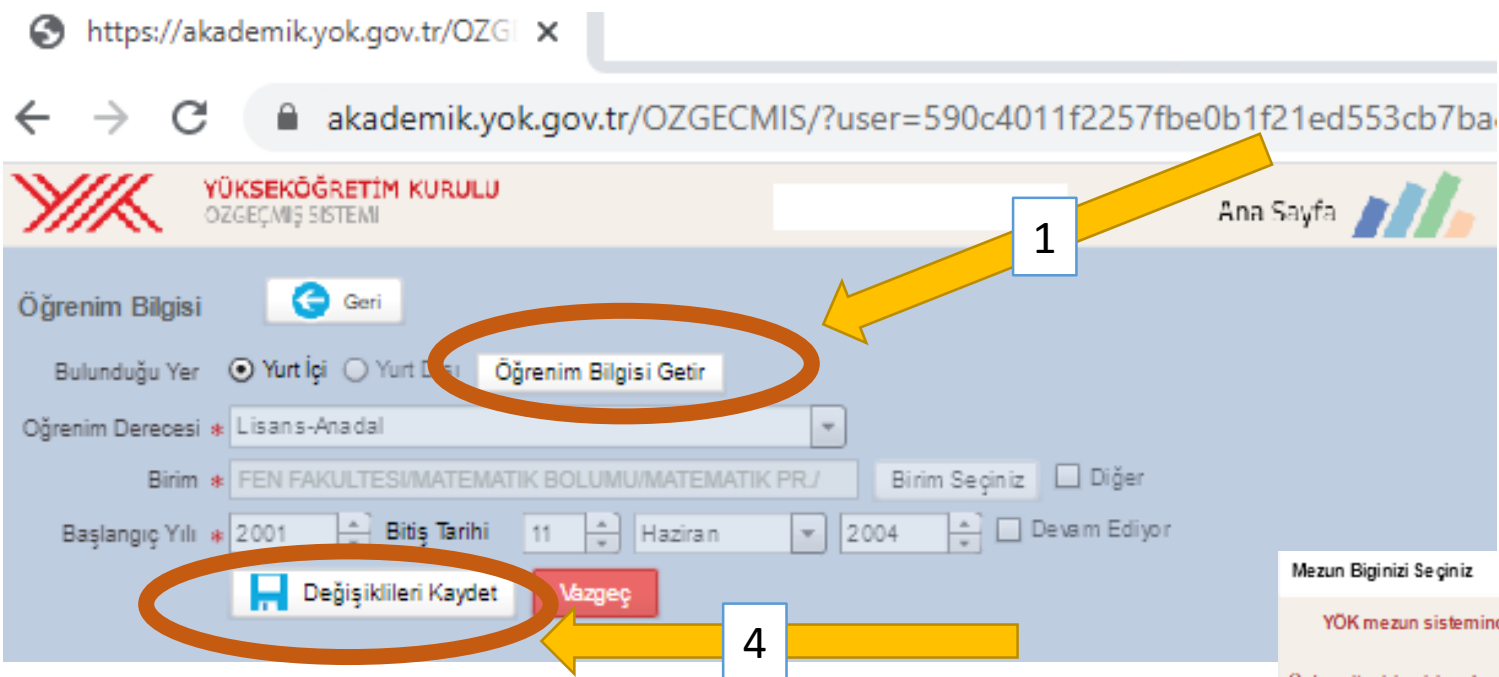 https://akademik.yok.gov.tr/OZG
akademik.yok.gov.tr/OZGECMIS/?user=590c4011f2257fbe0b1f21ed553cb7ba
YÜKSEKÖĞRETİM KURULU
ÖZGEÇMİŞ SİSTEMİ
Ana Sayfa
1
Öğrenim Bilgisi Geri
Bulunduğu Yer Yurt İçi Yurt Dışı Öğrenim Bilgisi Getir
Öğrenim Derecesi * Lisans-Anadal
Birim * FEN FAKULTESI/MATEMATIK BOLUMU/MATEMATIK PR./ Birim Seçiniz Diğer
Başlangıç Yılı * 2001 Bitiş Tarihi 11 Haziran 2004 Devam Ediyor
Değişiklileri Kaydet Vazgeç
4
Mezun Biginizi Seçiniz
YÖK mezun sistemind